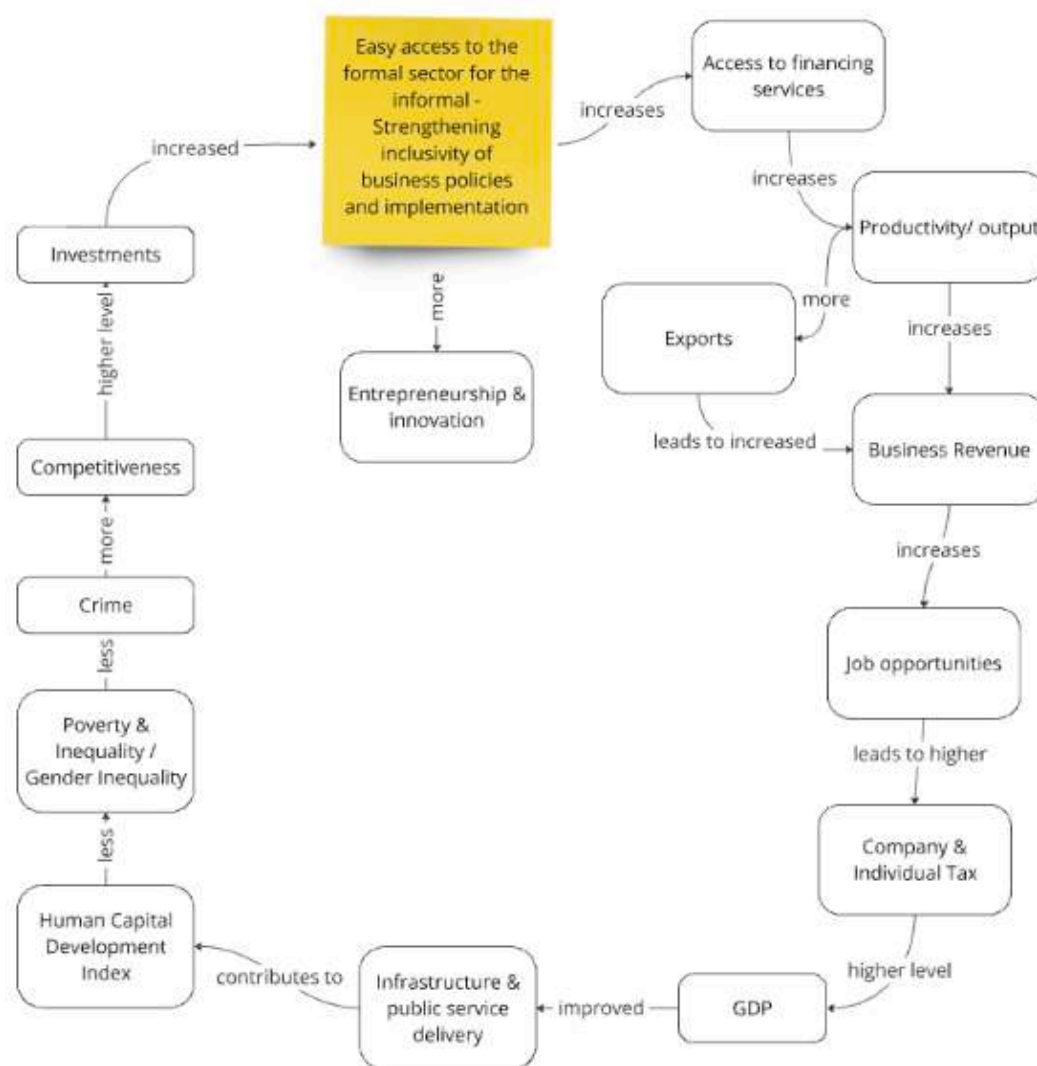 Easy access to the
formal sector for the
informal -
Strengthening
inclusivity of
business policies
and implementation
increases
Access to financing
services
increases
Productivity/ output
more
Exports
increases
leads to increased
Business Revenue
increases
Job opportunities
leads to higher
Company &
Individual Tax
higher level
GDP
improved
Infrastructure &
public service
delivery
contributes to
Human Capital
Development
Index
less
Poverty &
Inequality /
Gender Inequality
less
Crime
more
Competitiveness
higher level
Investments
increased
more
Entrepreneurship &
innovation